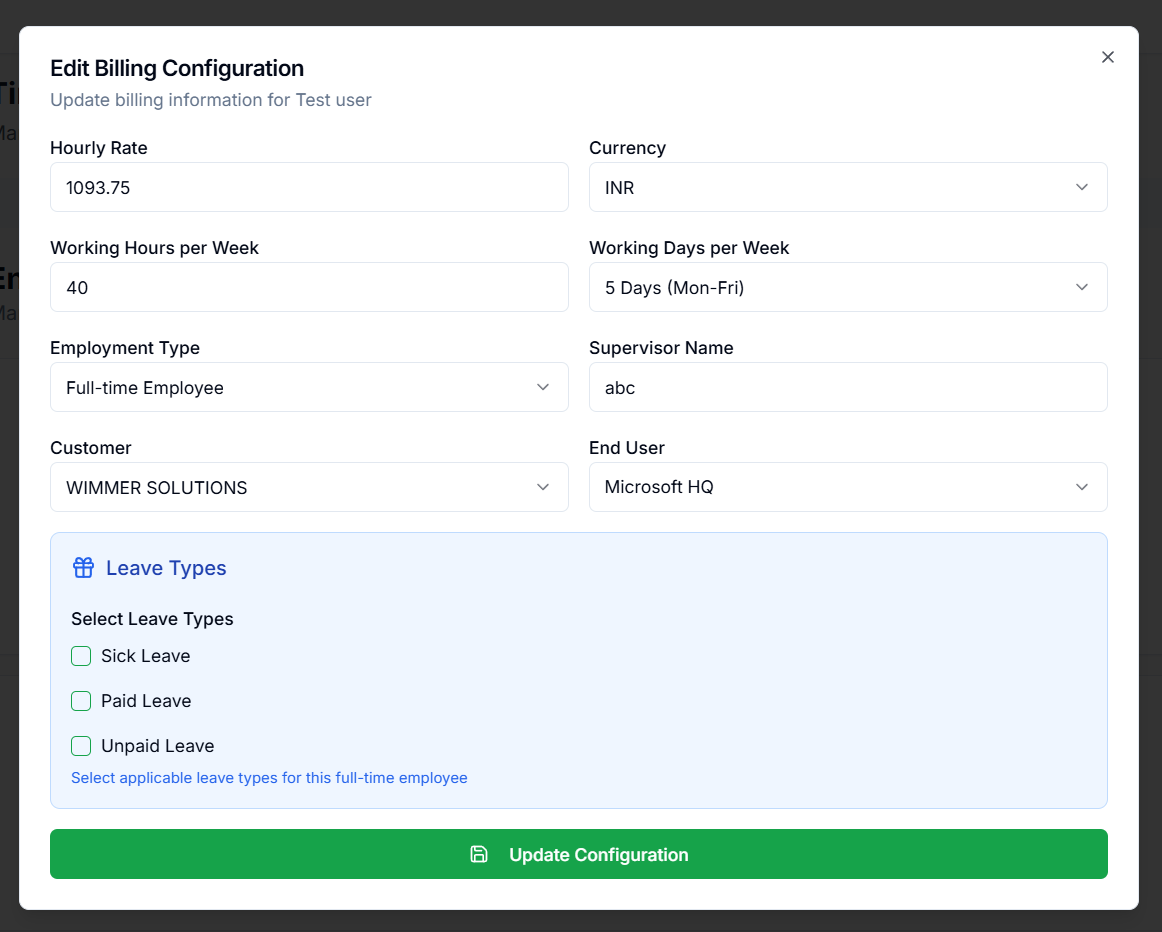 Edit Billing Configuration
Update billing information for Test user
Hourly Rate
Currency
1093.75
INR
Working Hours per Week
Working Days per Week
40
5 Days (Mon-Fri)
Employment Type
Supervisor Name
Full-time Employee
abc
Customer
End User
WIMMER SOLUTIONS
Microsoft HQ
Leave Types
Select Leave Types
Sick Leave
Paid Leave
Unpaid Leave
Select applicable leave types for this full-time employee
Update Configuration